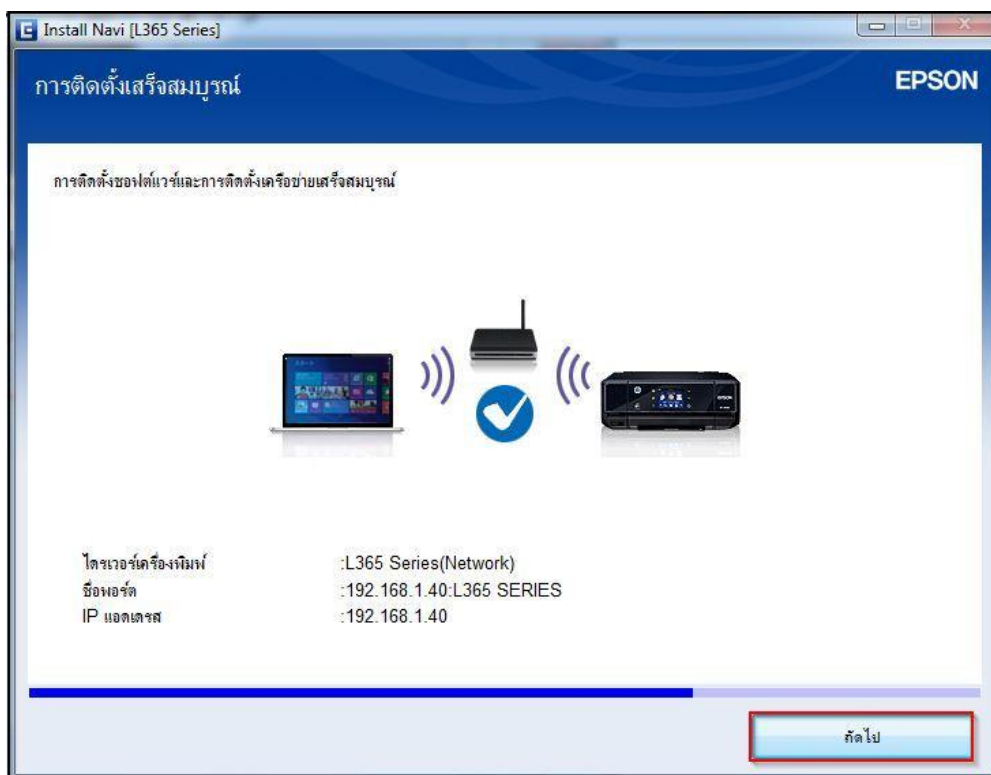 Install Navi [L365 Series]
การติดตั้งเสร็จสมบูรณ์
EPSON
การติดตั้งซอฟต์แวร์และการติดตั้งเครือข่ายเสร็จสมบูรณ์
ไดรเวอร์เครื่องพิมพ์ :L365 Series(Network)
ชื่อพอร์ต :192.168.1.40:L365 SERIES
IP แอดเดรส :192.168.1.40
ถัดไป